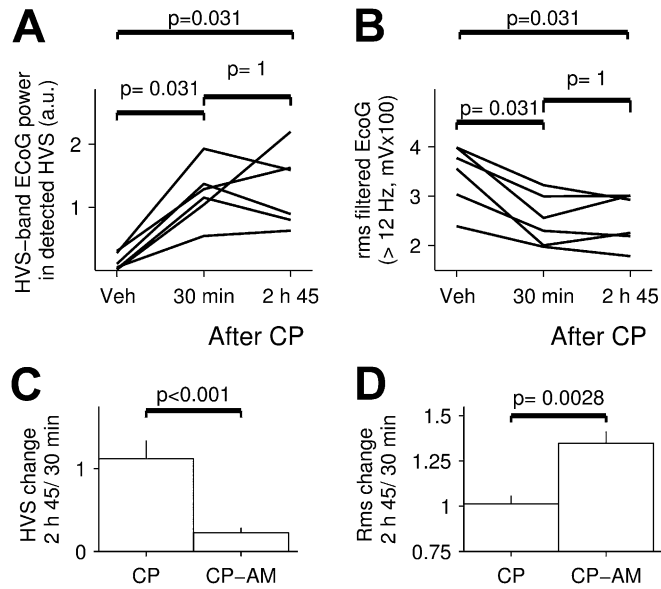 A
p=0.031
p= 0.031
p= 1
HVS−band ECoG power
in detected HVS (a.u.)
2
1
Veh
30 min
2 h 45
After CP
B
p=0.031
p= 0.031
p= 1
rms filtered EcoG
(> 12 Hz, mVx100)
4
3
2
Veh
30 min
2 h 45
After CP
C
p<0.001
HVS change
2 h 45/ 30 min
1
0
CP
CP−AM
D
p= 0.0028
Rms change
2 h 45/ 30 min
1.5
1.25
1
0.75
CP
CP−AM